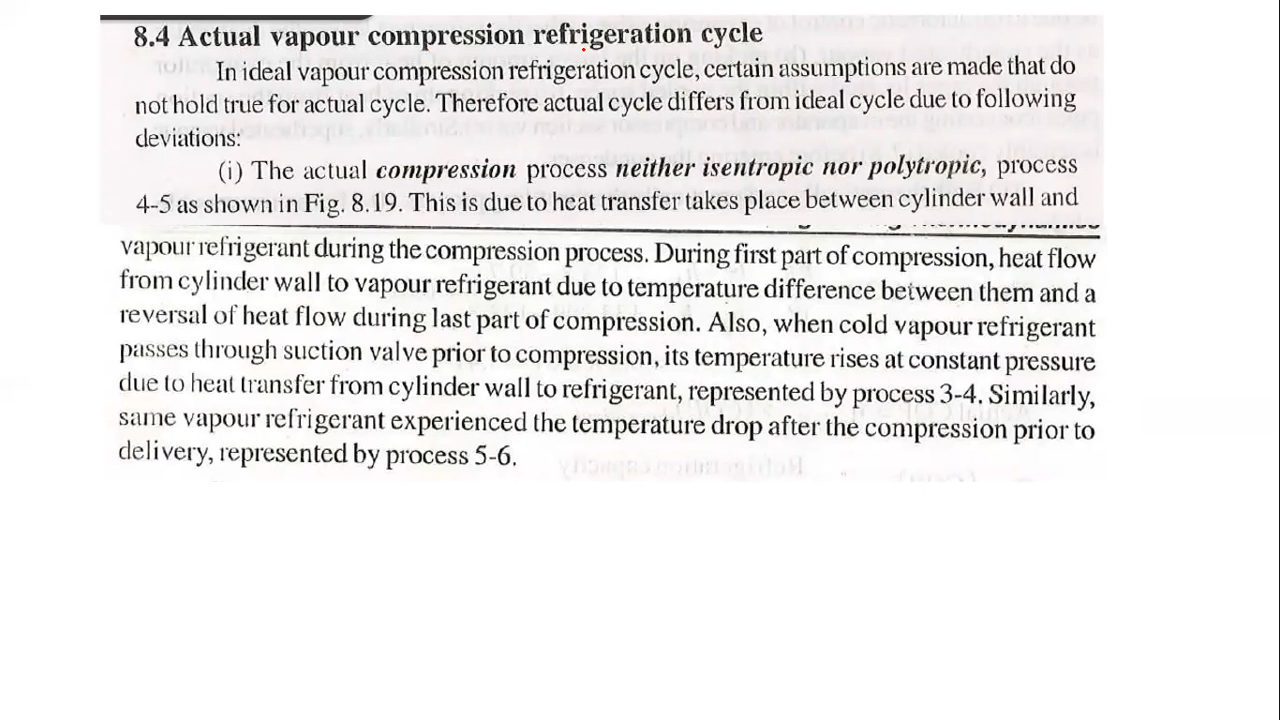 8.4 Actual vapour compression refrigeration cycle
In ideal vapour compression refrigeration cycle, certain assumptions are made that do
not hold true for actual cycle. Therefore actual cycle differs from ideal cycle due to following
deviations:
(i) The actual compression process neither isentropic nor polytropic, process
4-5 as shown in Fig. 8.19. This is due to heat transfer takes place between cylinder wall and
vapour refrigerant during the compression process. During first part of compression, heat flow
from cylinder wall to vapour refrigerant due to temperature difference between them and a
reversal of heat flow during last part of compression. Also, when cold vapour refrigerant
passes through suction valve prior to compression, its temperature rises at constant pressure
due to heat transfer from cylinder wall to refrigerant, represented by process 3-4. Similarly,
same vapour refrigerant experienced the temperature drop after the compression prior to
delivery, represented by process 5-6.